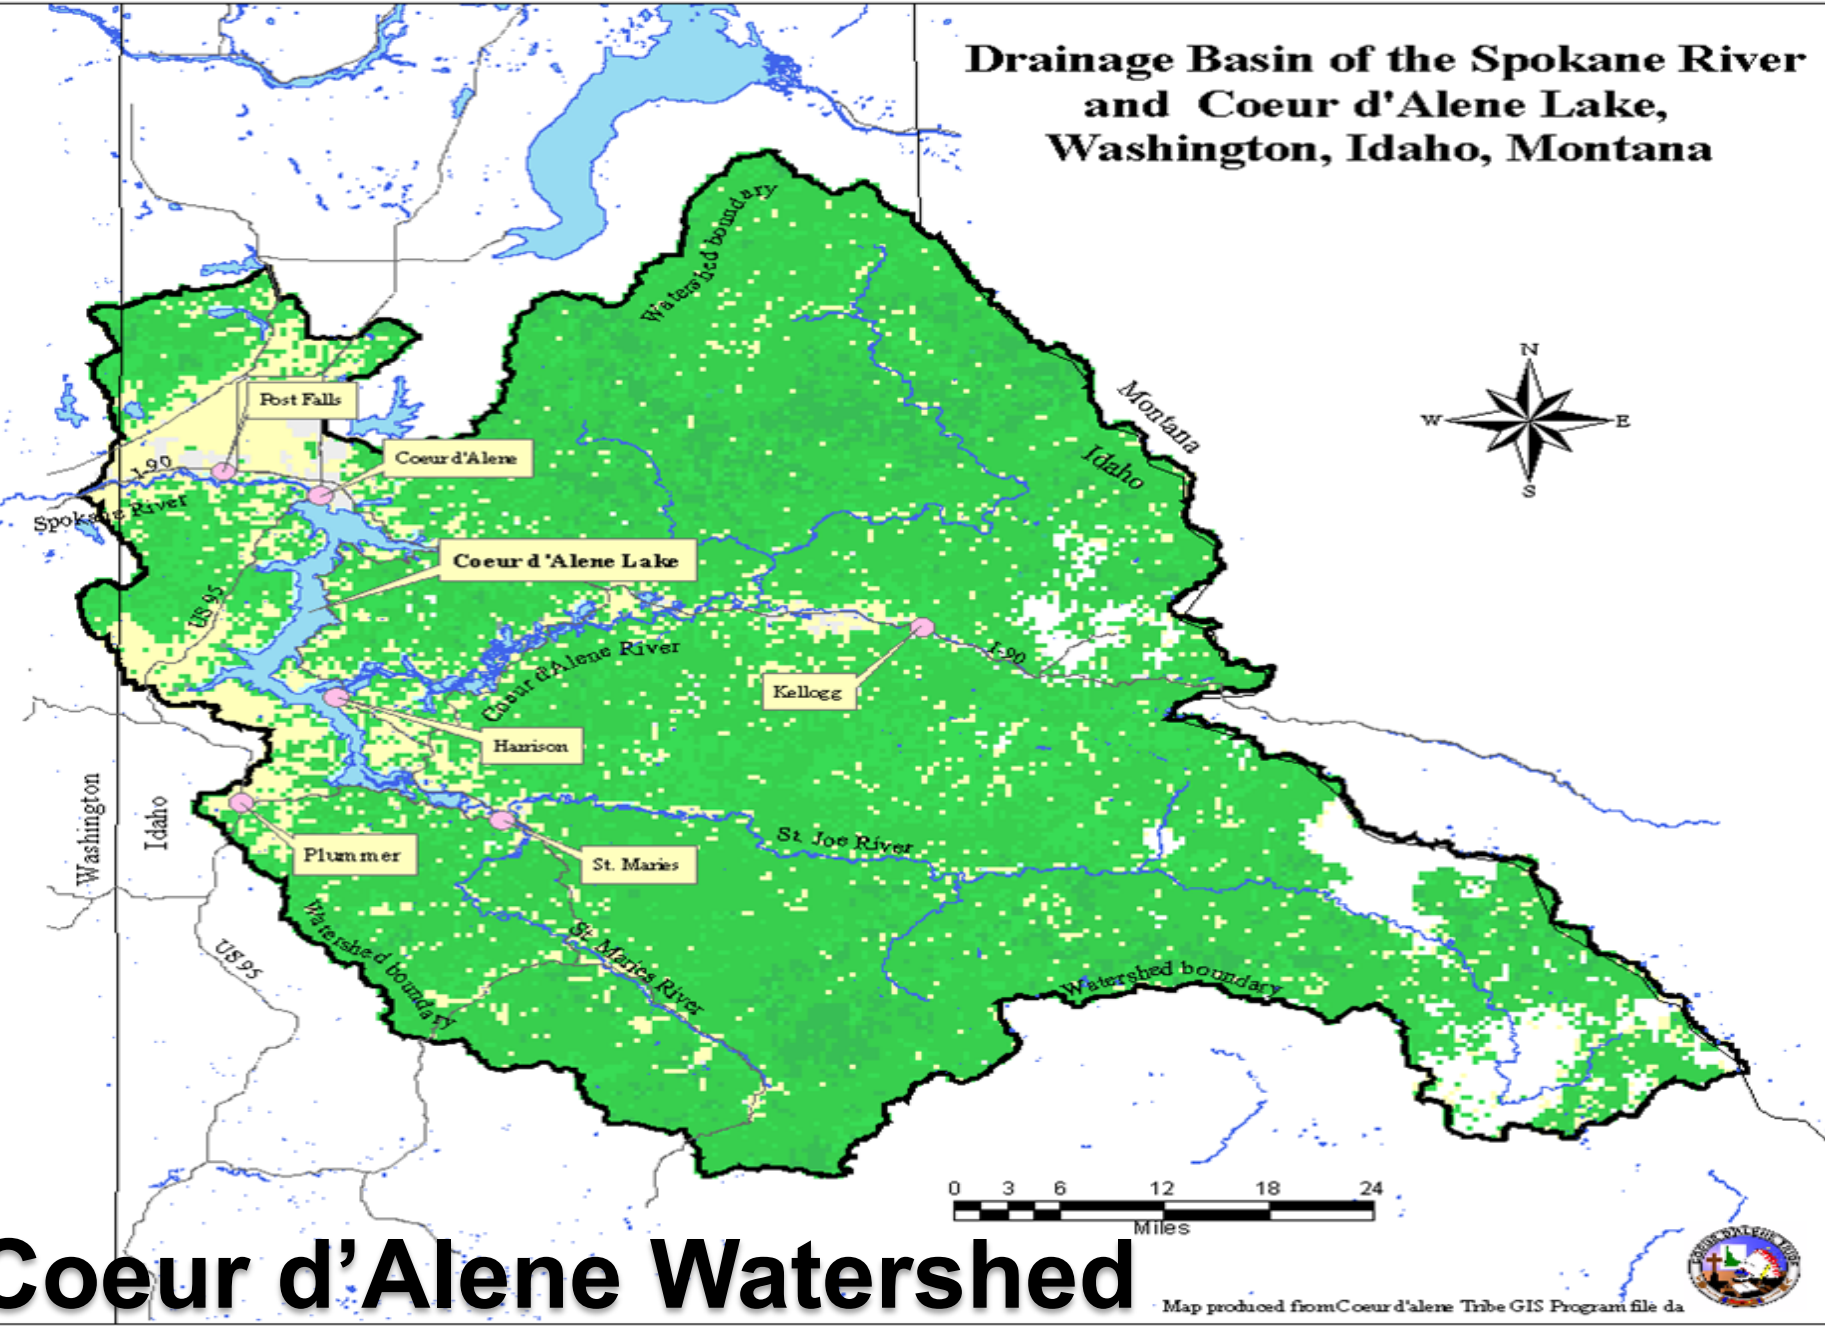 Drainage Basin of the Spokane River
and Coeur d'Alene Lake,
Washington, Idaho, Montana
Watershed boundary
N
W
E
S
Montana
Idaho
Post Falls
Coeur d'Alene
I-90
Spokane River
Coeur d'Alene Lake
US 95
Coeur d'Alene River
I-90
Kellogg
Harrison
Washington
Idaho
Plummer
St. Joe River
St. Maries
Watershed boundary
St. Maries River
US 95
Watershed boundary
0 3 6 12 18 24
Miles
Coeur d’Alene Watershed
COEUR D'ALENE TRIBE
Map produced from Coeur d'alene Tribe GIS Program file da